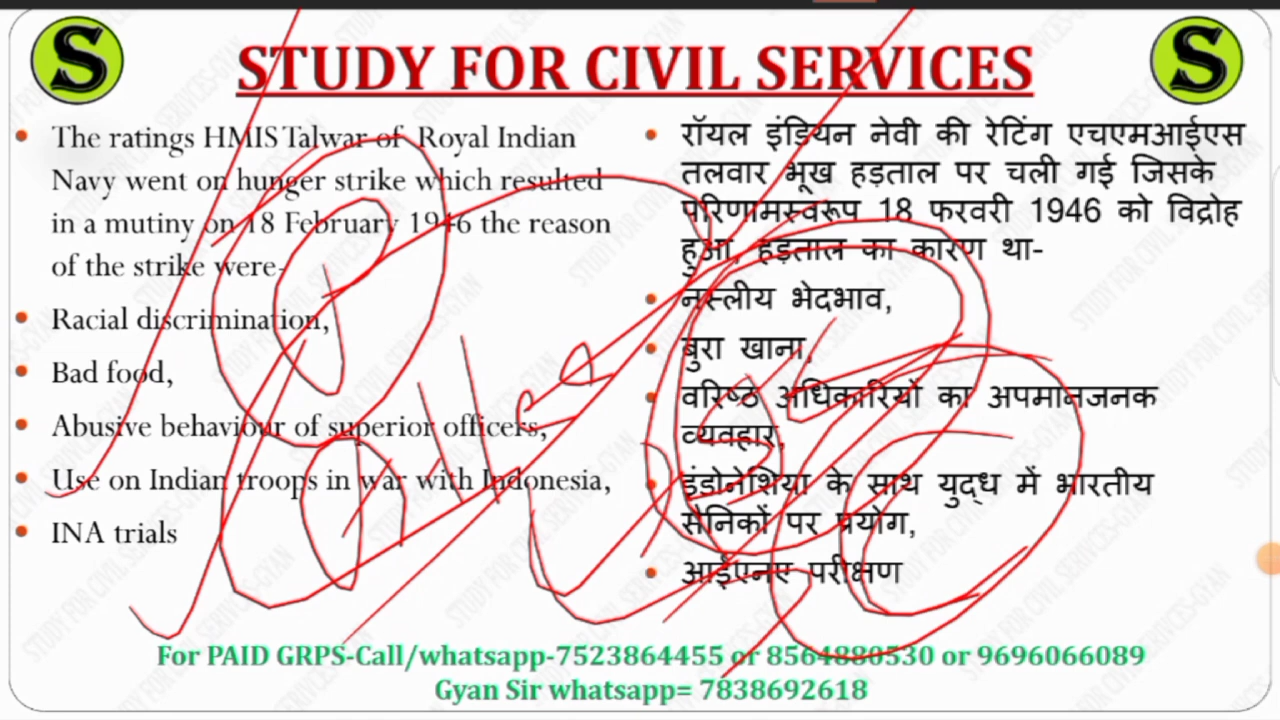 STUDY FOR CIVIL SERVICES
The ratings HMIS Talwar of Royal Indian
Navy went on hunger strike which resulted
in a mutiny on 18 February 1946 the reason
of the strike were-
Racial discrimination,
Bad food,
Abusive behaviour of superior officers,
Use on Indian troops in war with Indonesia,
INA trials
रॉयल इंडियन नेवी की रेटिंग एचएमआईएस
तलवार भूख हड़ताल पर चली गई जिसके
परिणामस्वरूप 18 फरवरी 1946 को विद्रोह
हुआ, हड़ताल का कारण था-
नस्लीय भेदभाव,
बुरा खाना,
वरिष्ठ अधिकारियों का अपमानजनक
व्यवहार,
इंडोनेशिया के साथ युद्ध में भारतीय
सैनिकों पर प्रयोग,
आईएनए परीक्षण
For PAID GRPS-Call/whatsapp-7523864455 or 8564880530 or 9696066089
Gyan Sir whatsapp= 7838692618